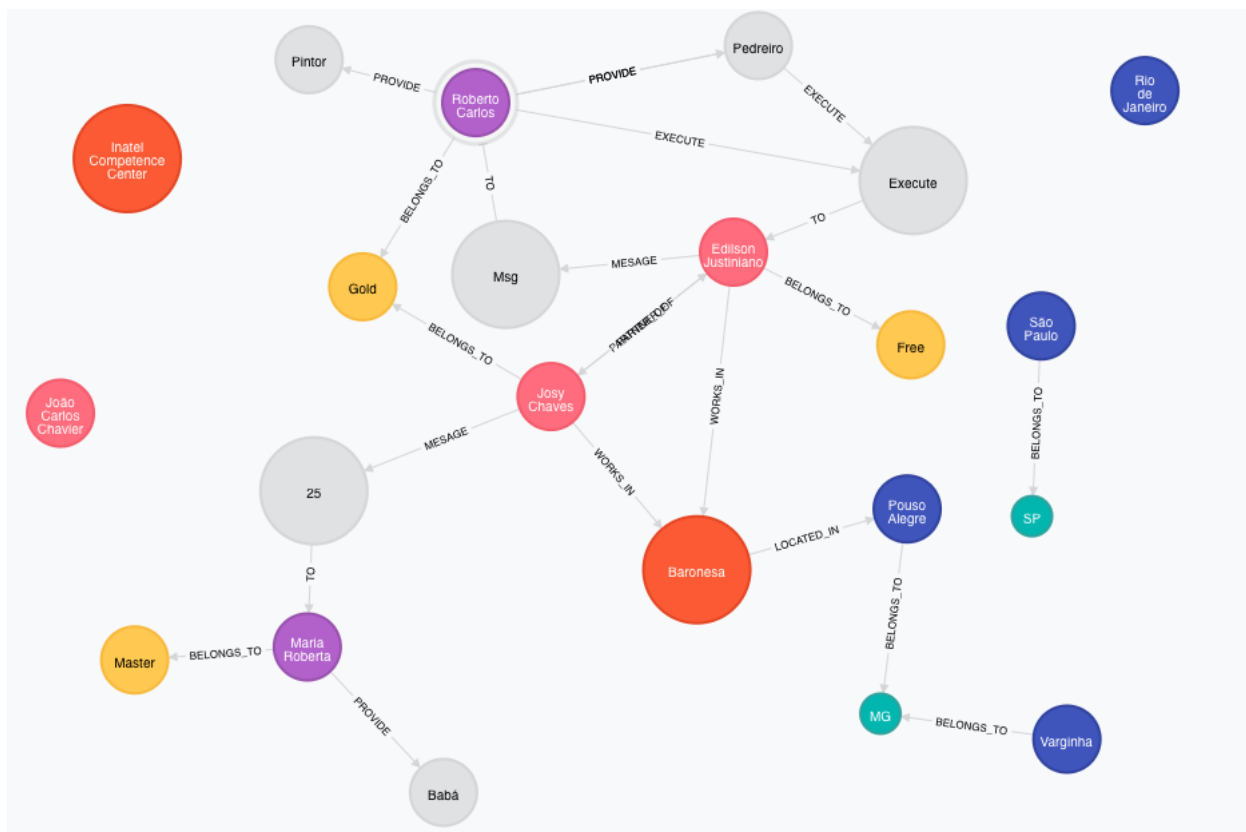 Pintor
PROVIDE
Roberto
Carlos
PROVIDE
Pedreiro
EXECUTE
Rio
de
Janeiro
Inatel
Competence
Center
EXECUTE
Execute
BELONGS_TO
TO
TO
Edilson
Justiniano
MESAGE
Msg
Gold
BELONGS_TO
BELONGS_TO
Free
São
Paulo
PARTNER_OF
BELONGS_TO
Josy
Chaves
WORKS_IN
João
Carlos
Chavier
MESAGE
WORKS_IN
25
Pouso
Alegre
SP
LOCATED_IN
Baronesa
TO
BELONGS_TO
Master
BELONGS_TO
Maria
Roberta
PROVIDE
MG
BELONGS_TO
Varginha
Babá